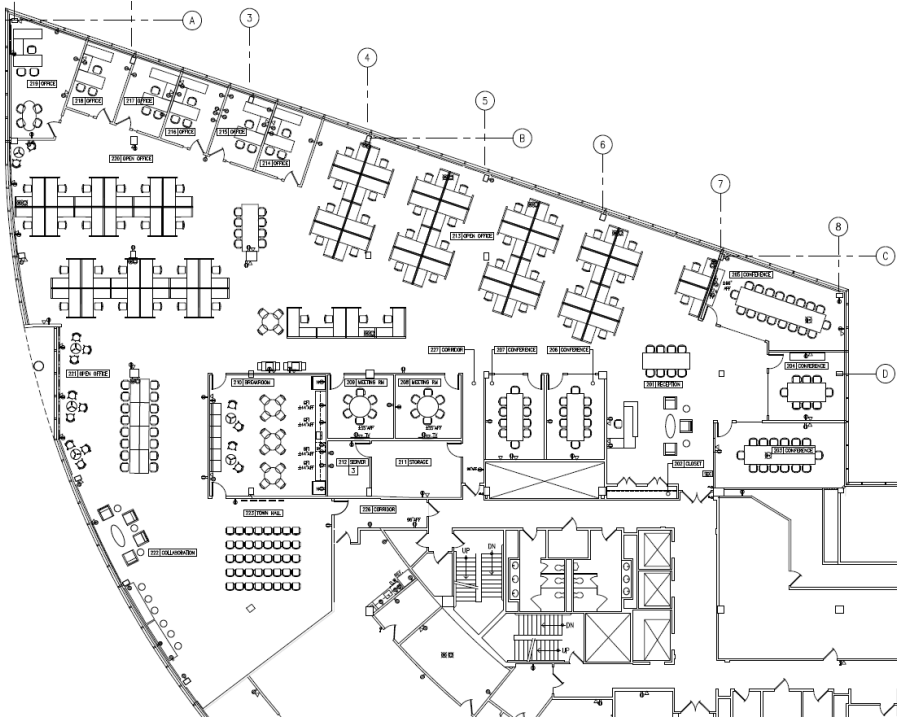 A
3
4
5
B
6
7
8
C
D
219 OFFICE
218 OFFICE
217 OFFICE
216 OFFICE
215 OFFICE
214 OFFICE
220 OPEN OFFICE
213 OPEN OFFICE
205 CONFERENCE
227 CORRIDOR
207 CONFERENCE
206 CONFERENCE
204 CONFERENCE
221 OPEN OFFICE
210 BREAKROOM
209 MEETING RM
208 MEETING RM
201 RECEPTION
203 CONFERENCE
212 SERVER
3
211 STORAGE
202 CLOSET
223 TOWN HALL
226 CORRIDOR
222 COLLABORATION
UP
DN
DN
UP